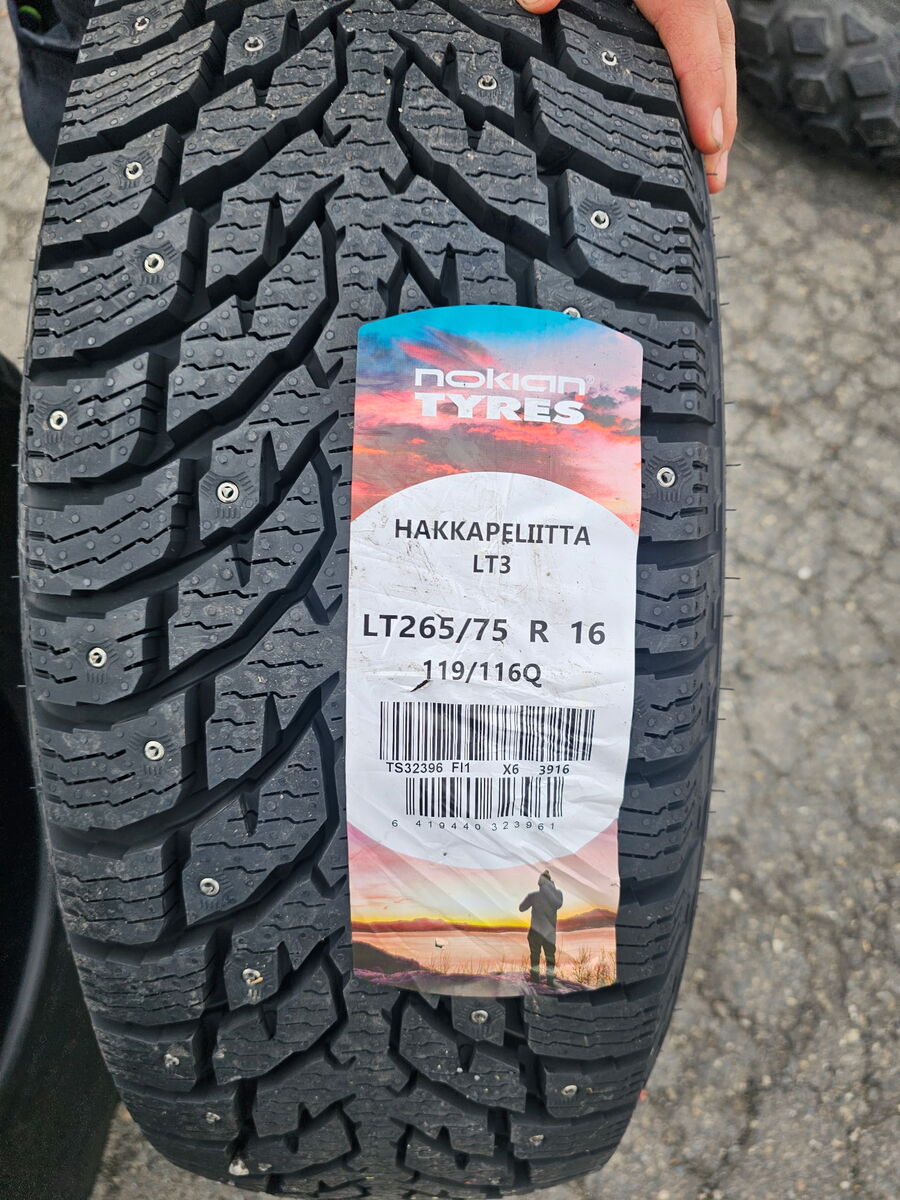 nokian®
TYRES
HAKKAPELIITTA
LT3
LT265/75 R 16
119/116Q
TS32396 FI1 X6 3916
6 419440 323961